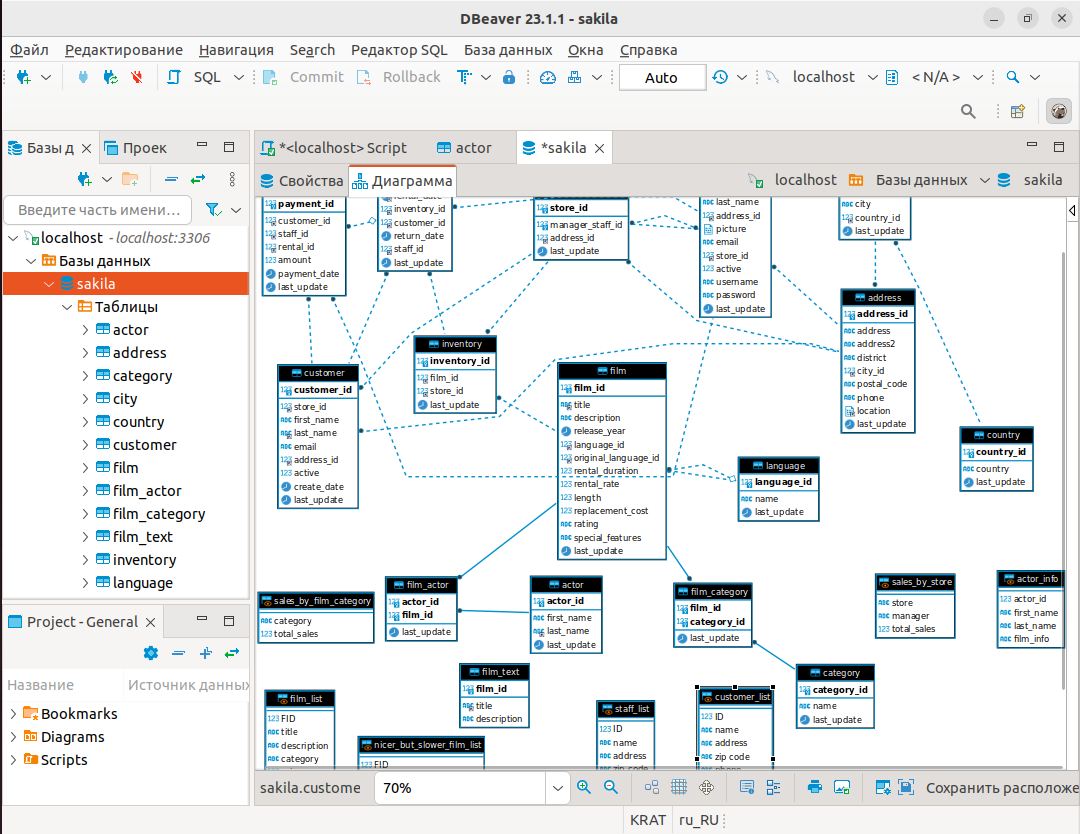 DBeaver 23.1.1 - sakila
Файл Редактирование Навигация Search Редактор SQL База данных Окна Справка
SQL Commit Rollback Auto localhost < N/A >
Базы д Проек
*<localhost> Script actor *sakila
Свойства Диаграмма localhost Базы данных sakila
Введите часть имени…
localhost - localhost:3306
Базы данных
sakila
Таблицы
actor
address
category
city
country
customer
film
film_actor
film_category
film_text
inventory
language
Project - General
Название Источник данных
Bookmarks
Diagrams
Scripts
payment_id
customer_id
staff_id
rental_id
amount
payment_date
last_update
rental_date
inventory_id
customer_id
return_date
staff_id
last_update
store_id
manager_staff_id
address_id
last_update
last_name
address_id
picture
email
store_id
active
username
password
last_update
city
country_id
last_update
address
address_id
address
address2
district
city_id
postal_code
phone
location
last_update
inventory
inventory_id
film_id
store_id
last_update
customer
customer_id
store_id
first_name
last_name
email
address_id
active
create_date
last_update
film
film_id
title
description
release_year
language_id
original_language_id
rental_duration
rental_rate
length
replacement_cost
rating
special_features
last_update
language
language_id
name
last_update
country
country_id
country
last_update
sales_by_film_category
category
total_sales
film_actor
actor_id
film_id
last_update
actor
actor_id
first_name
last_name
last_update
film_category
film_id
category_id
last_update
sales_by_store
store
manager
total_sales
actor_info
actor_id
first_name
last_name
film_info
film_text
film_id
title
description
category
category_id
name
last_update
film_list
FID
title
description
category
nicer_but_slower_film_list
FID
staff_list
ID
name
address
zip code
customer_list
ID
name
address
zip code
phone
sakila.custome 70% Сохранить расположе
KRAT ru_RU